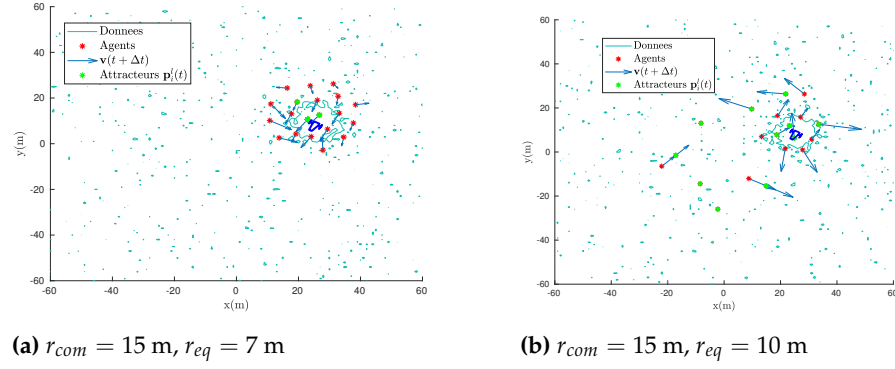 60
40
20
0
-20
-40
-60
y(m)
-60 -40 -20 0 20 40 60
x(m)
Donnees
Agents
v(t + Δt)
Attracteurs p_i^l(t)
(a) r_com = 15 m, r_eq = 7 m
60
40
20
0
-20
-40
-60
y(m)
-60 -40 -20 0 20 40 60
x(m)
Donnees
Agents
v(t + Δt)
Attracteurs p_i^l(t)
(b) r_com = 15 m, r_eq = 10 m